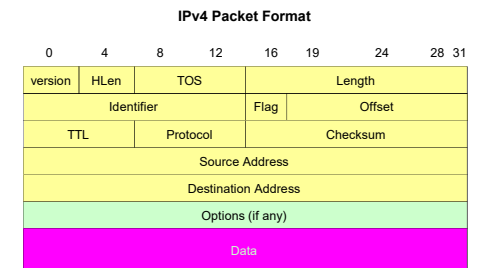 IPv4 Packet Format
0 4 8 12 16 19 24 28 31
version HLen TOS Length
Identifier Flag Offset
TTL Protocol Checksum
Source Address
Destination Address
Options (if any)
Data